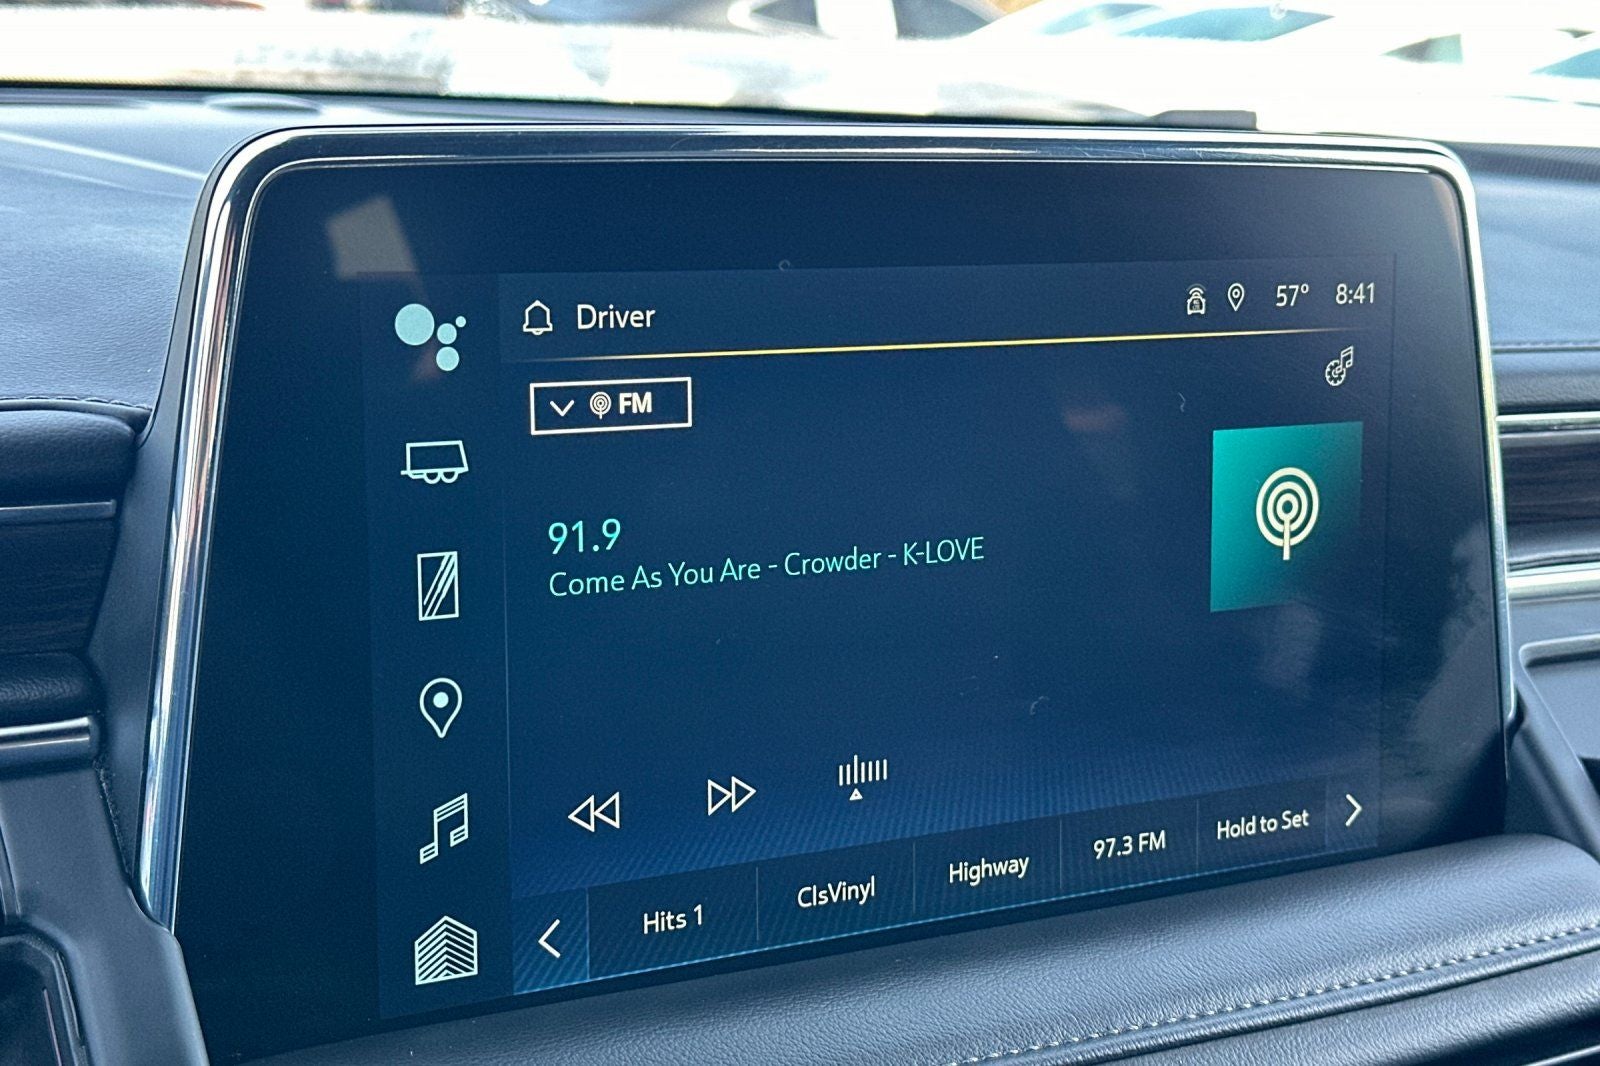 Driver
57° 8:41
FM
91.9
Come As You Are - Crowder - K-LOVE
Hits 1
ClsVinyl
Highway
97.3 FM
Hold to Set